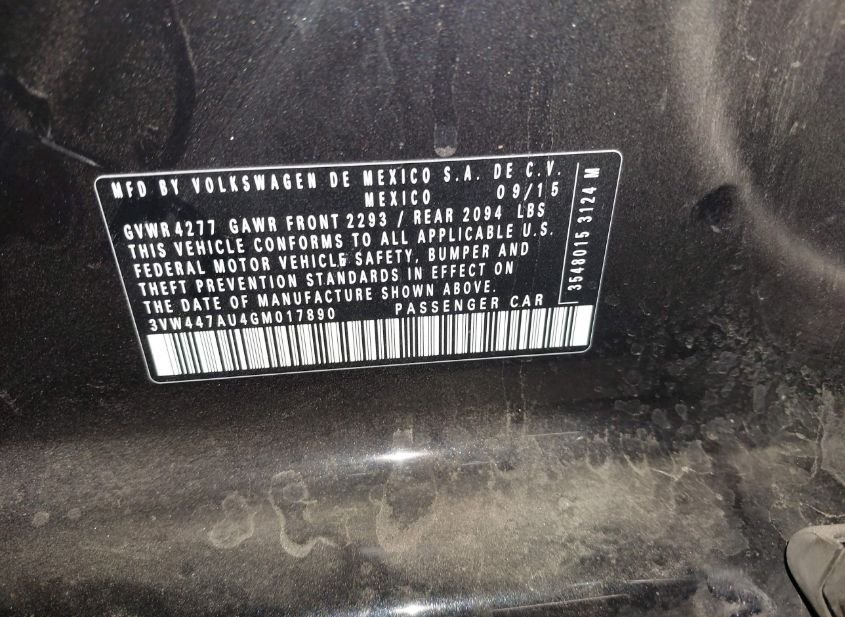 MFD BY VOLKSWAGEN DE MEXICO S.A. DE C.V.
MEXICO 09/15
GVWR4277 GAWR FRONT 2293 / REAR 2094 LBS
THIS VEHICLE CONFORMS TO ALL APPLICABLE U.S.
FEDERAL MOTOR VEHICLE SAFETY, BUMPER AND
THEFT PREVENTION STANDARDS IN EFFECT ON
THE DATE OF MANUFACTURE SHOWN ABOVE.
3VW447AU4GM017890 PASSENGER CAR
3548015 3124 M